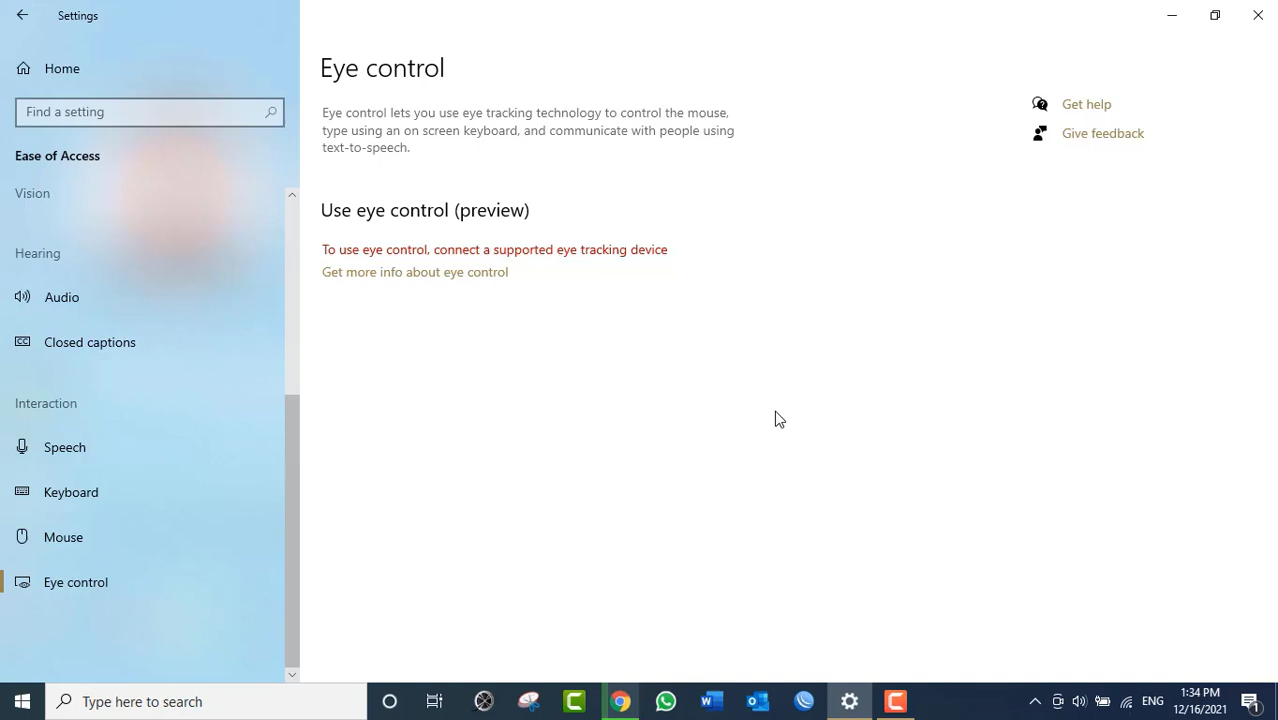 Settings
Home
Find a setting
Ease of Access
Vision
Hearing
Audio
Closed captions
Interaction
Speech
Keyboard
Mouse
Eye control
Eye control
Eye control lets you use eye tracking technology to control the mouse,
type using an on screen keyboard, and communicate with people using
text-to-speech.
Use eye control (preview)
To use eye control, connect a supported eye tracking device
Get more info about eye control
Get help
Give feedback
Type here to search
ENG
1:34 PM
12/16/2021
1